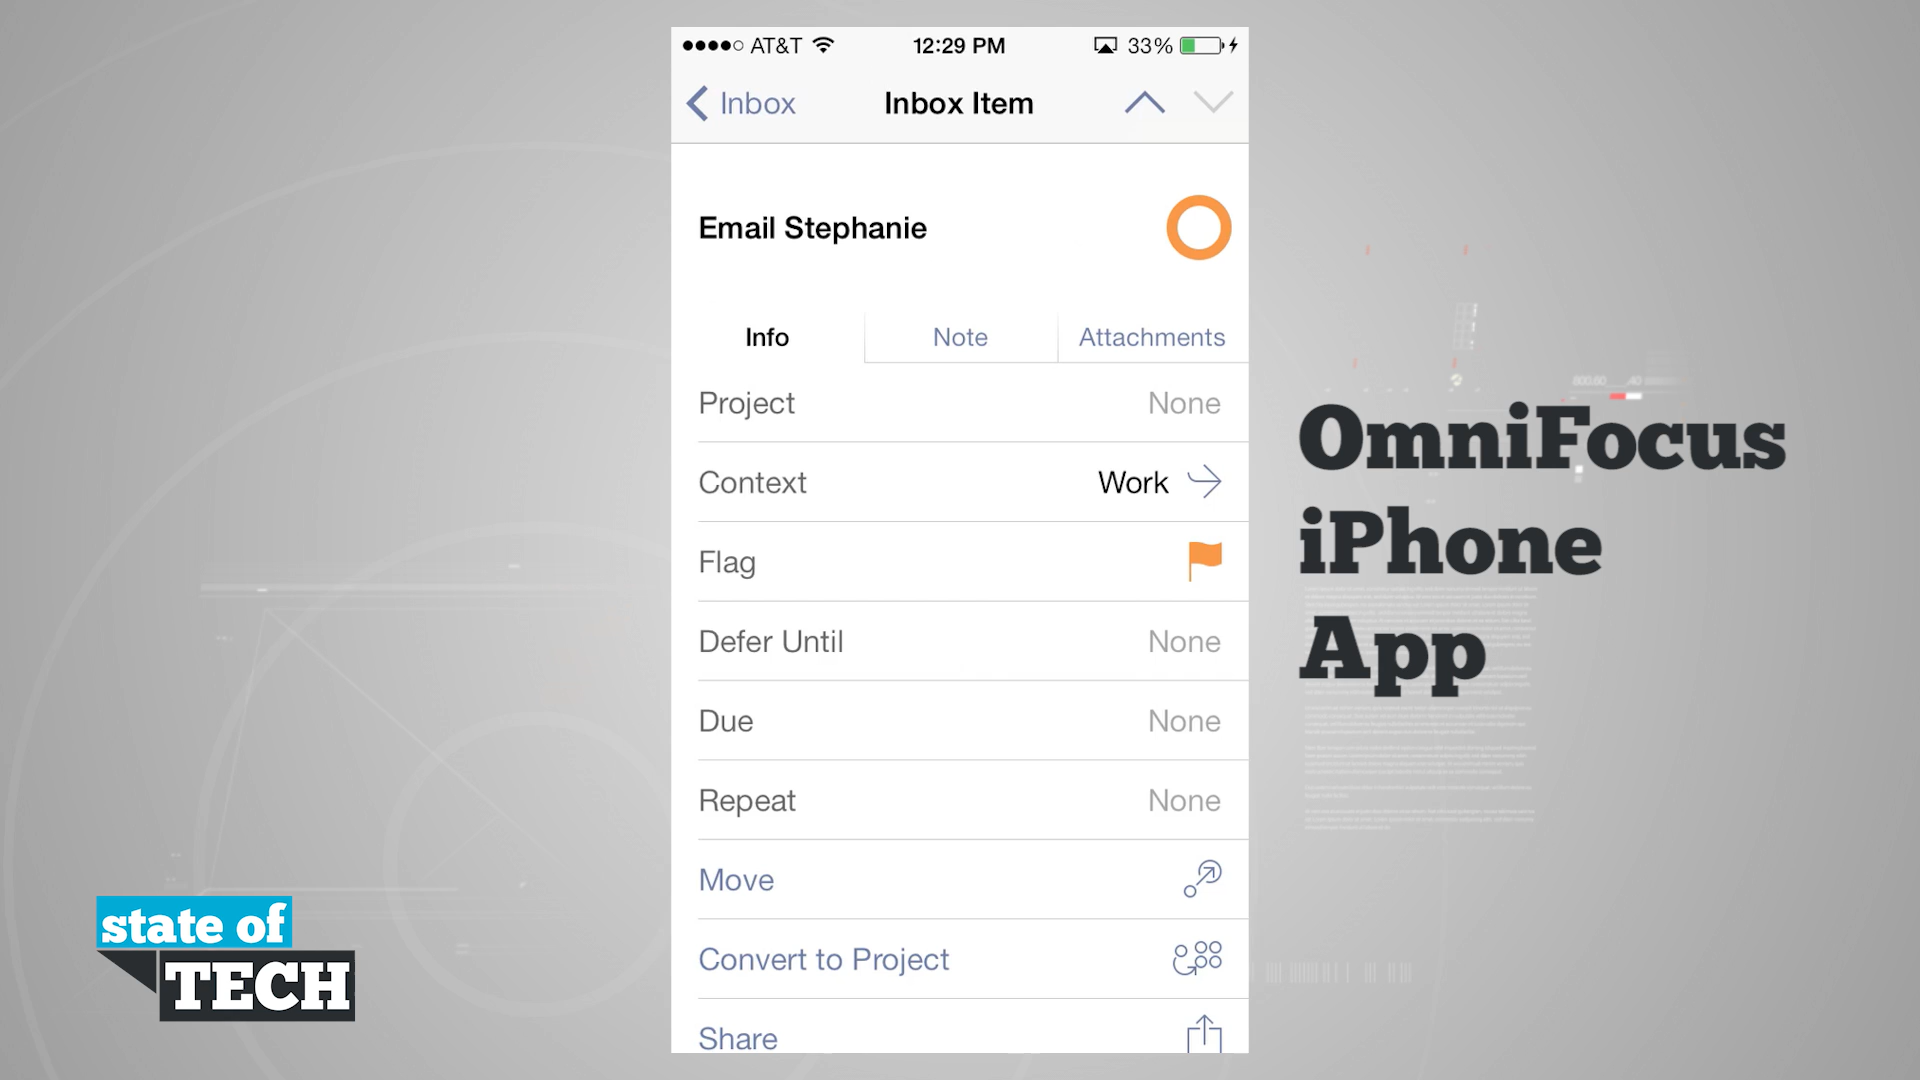 AT&T 12:29 PM 33%
Inbox Inbox Item
Email Stephanie
Info Note Attachments
Project None
Context Work
Flag
Defer Until None
Due None
Repeat None
Move
Convert to Project
Share
OmniFocus
iPhone
App
state of
TECH